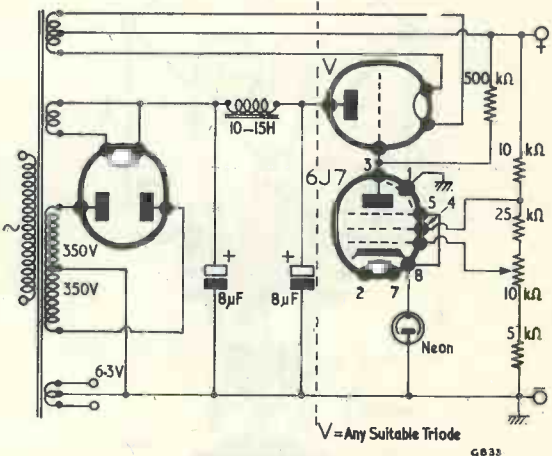 +
V
500 kΩ
10–15H
10 kΩ
3
6J7
5 4
25 kΩ
350V
350V
+
8µF
+
8µF
2 7 8
10 kΩ
Neon
5 kΩ
6·3V
−
V=Any Suitable Triode
G833